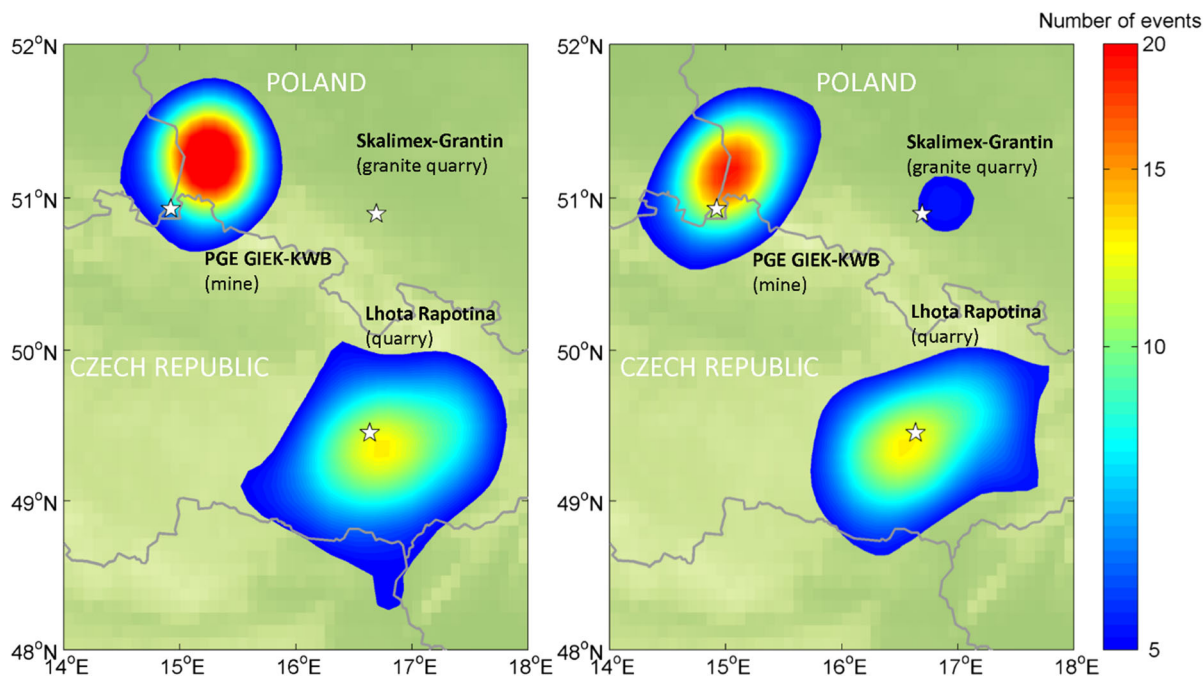 Number of events
52°N
POLAND
Skalimex-Grantin
(granite quarry)
51°N
PGE GIEK-KWB
(mine)
Lhota Rapotina
(quarry)
50°N
CZECH REPUBLIC
49°N
48°N
14°E
15°E
16°E
17°E
18°E
52°N
POLAND
Skalimex-Grantin
(granite quarry)
51°N
PGE GIEK-KWB
(mine)
Lhota Rapotina
(quarry)
50°N
CZECH REPUBLIC
49°N
48°N
14°E
15°E
16°E
17°E
18°E
20
15
10
5